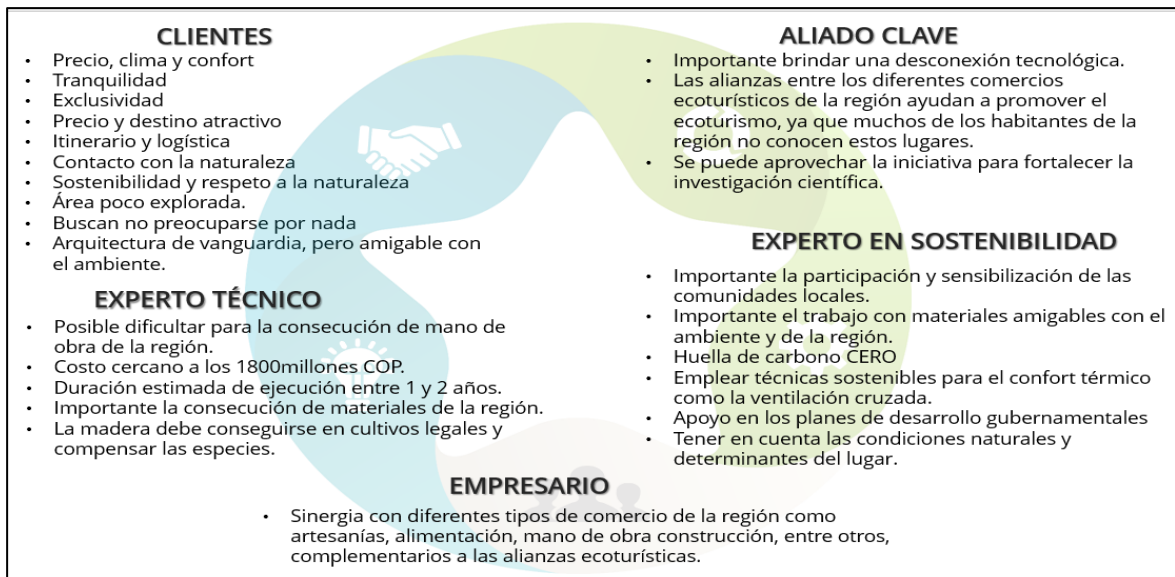 CLIENTES
• Precio, clima y confort
• Tranquilidad
• Exclusividad
• Precio y destino atractivo
• Itinerario y logística
• Contacto con la naturaleza
• Sostenibilidad y respeto a la naturaleza
• Área poco explorada.
• Buscan no preocuparse por nada
• Arquitectura de vanguardia, pero amigable con
el ambiente.
EXPERTO TÉCNICO
• Posible dificultar para la consecución de mano de
obra de la región.
• Costo cercano a los 1800millones COP.
• Duración estimada de ejecución entre 1 y 2 años.
• Importante la consecución de materiales de la región.
• La madera debe conseguirse en cultivos legales y
compensar las especies.
ALIADO CLAVE
• Importante brindar una desconexión tecnológica.
• Las alianzas entre los diferentes comercios
ecoturísticos de la región ayudan a promover el
ecoturismo, ya que muchos de los habitantes de la
región no conocen estos lugares.
• Se puede aprovechar la iniciativa para fortalecer la
investigación científica.
EXPERTO EN SOSTENIBILIDAD
• Importante la participación y sensibilización de las
comunidades locales.
• Importante el trabajo con materiales amigables con el
ambiente y de la región.
• Huella de carbono CERO
• Emplear técnicas sostenibles para el confort térmico
como la ventilación cruzada.
• Apoyo en los planes de desarrollo gubernamentales
• Tener en cuenta las condiciones naturales y
determinantes del lugar.
EMPRESARIO
• Sinergia con diferentes tipos de comercio de la región como
artesanías, alimentación, mano de obra construcción, entre otros,
complementarios a las alianzas ecoturísticas.